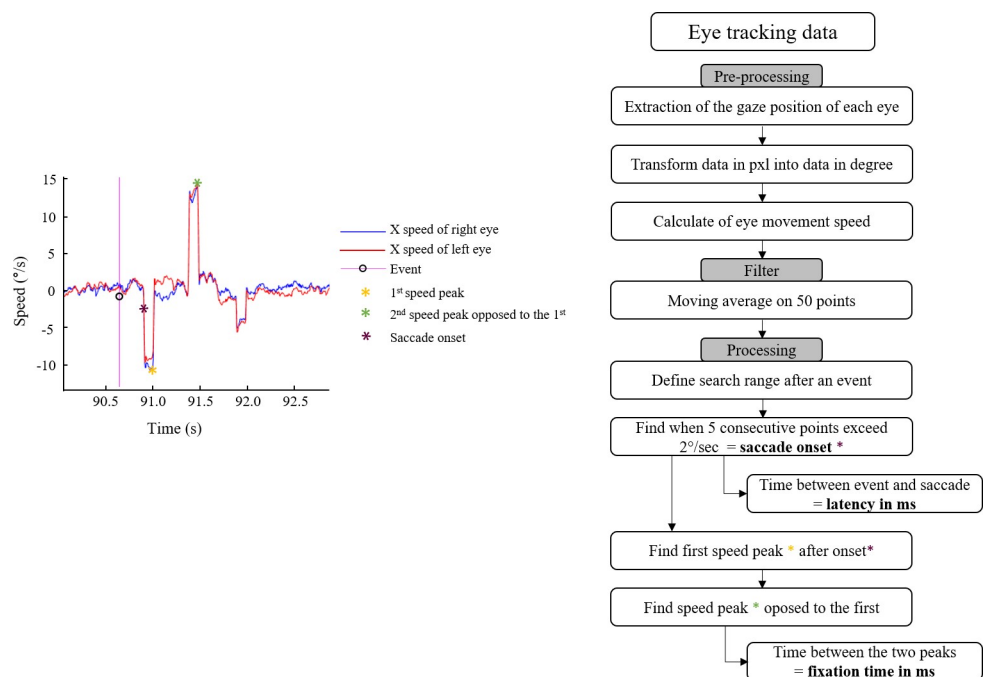 Eye tracking data
Pre-processing
Extraction of the gaze position of each eye
Transform data in pxl into data in degree
Calculate of eye movement speed
Filter
Moving average on 50 points
Processing
Define search range after an event
Find when 5 consecutive points exceed
2°/sec = saccade onset *
Time between event and saccade
= latency in ms
Find first speed peak * after onset*
Find speed peak * oposed to the first
Time between the two peaks
= fixation time in ms
Speed (°/s)
15
10
5
0
-5
-10
90.5 91.0 91.5 92.0 92.5
Time (s)
X speed of right eye
X speed of left eye
Event
1st speed peak
2nd speed peak opposed to the 1st
Saccade onset